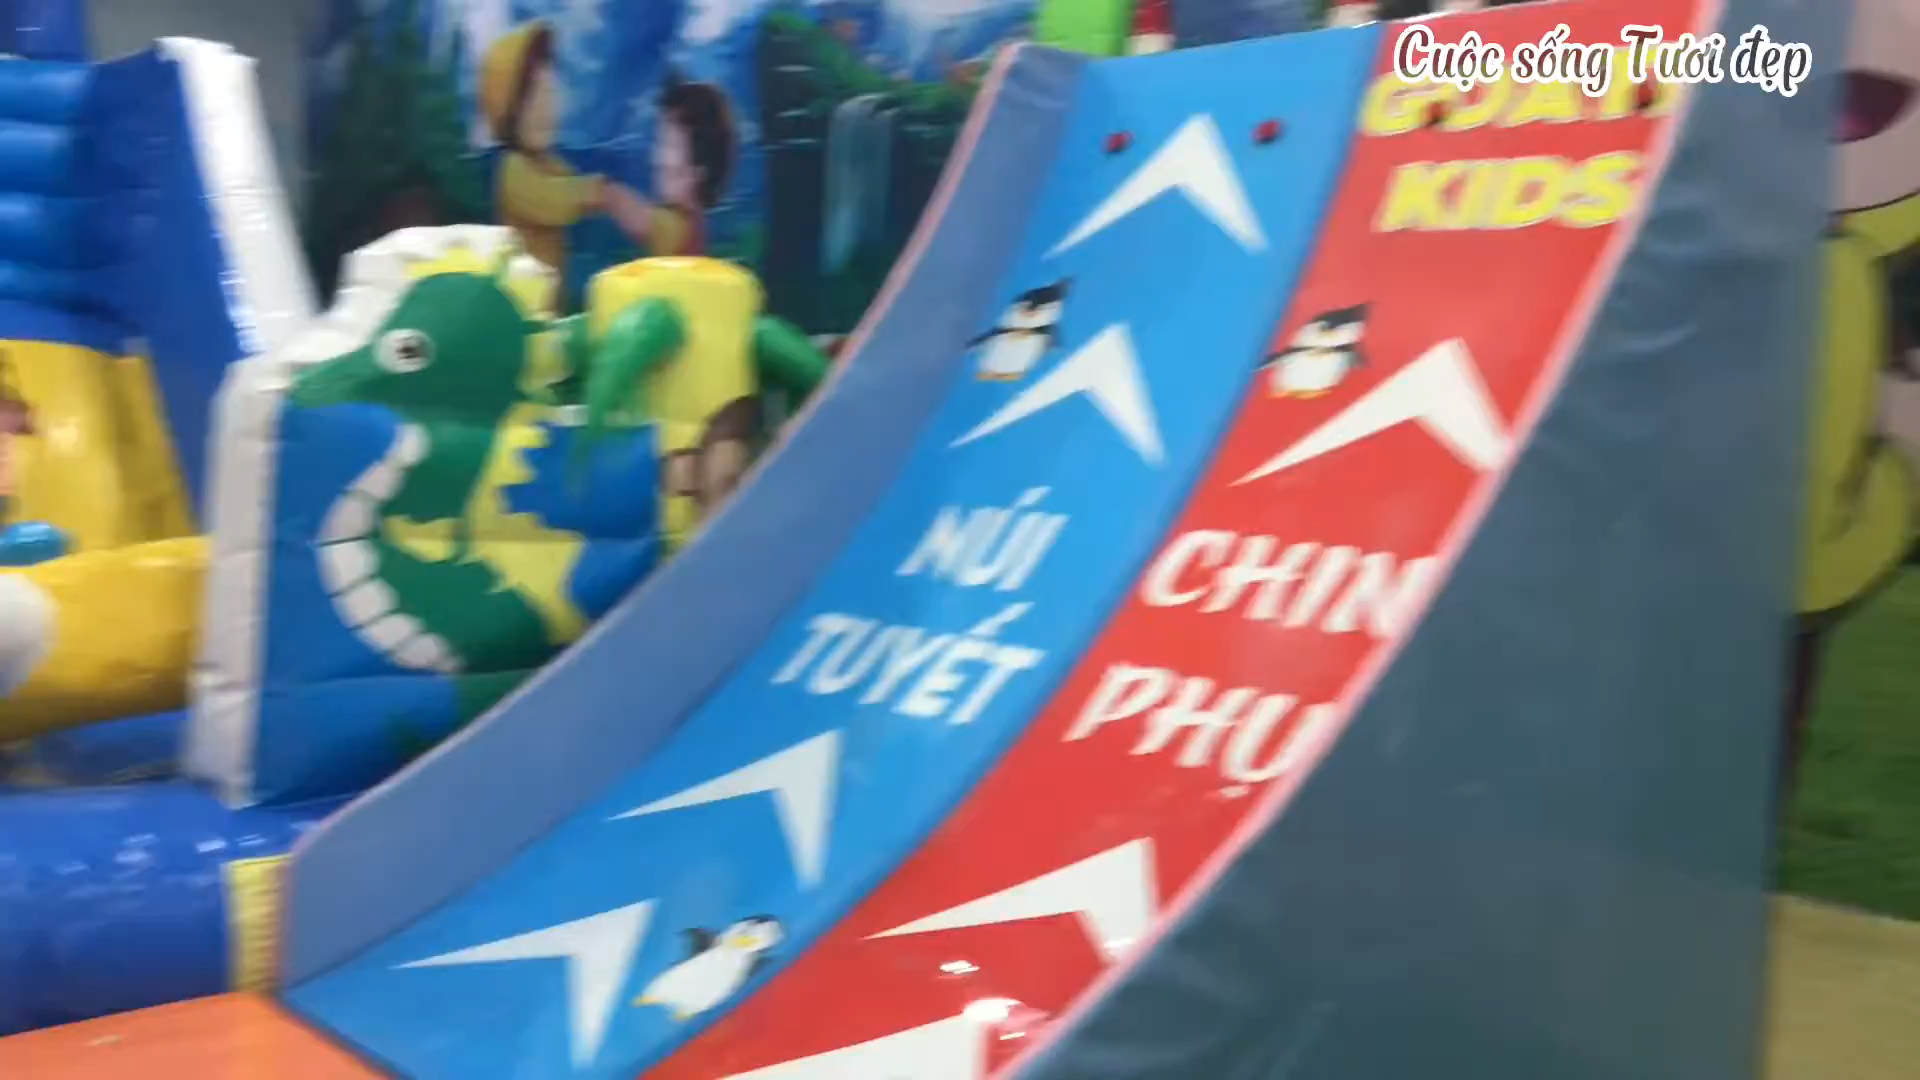 Cuộc sống Tươi đẹp
KIDS
NÚI
TUYẾT
CHIN
PHỤ